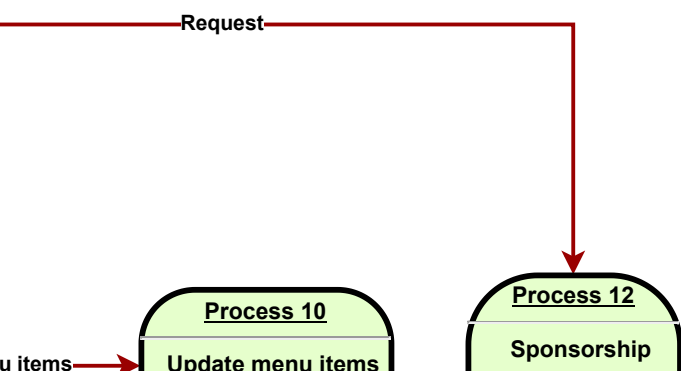 Request
Process 12
Process 10
Sponsorship
u items
Update menu items